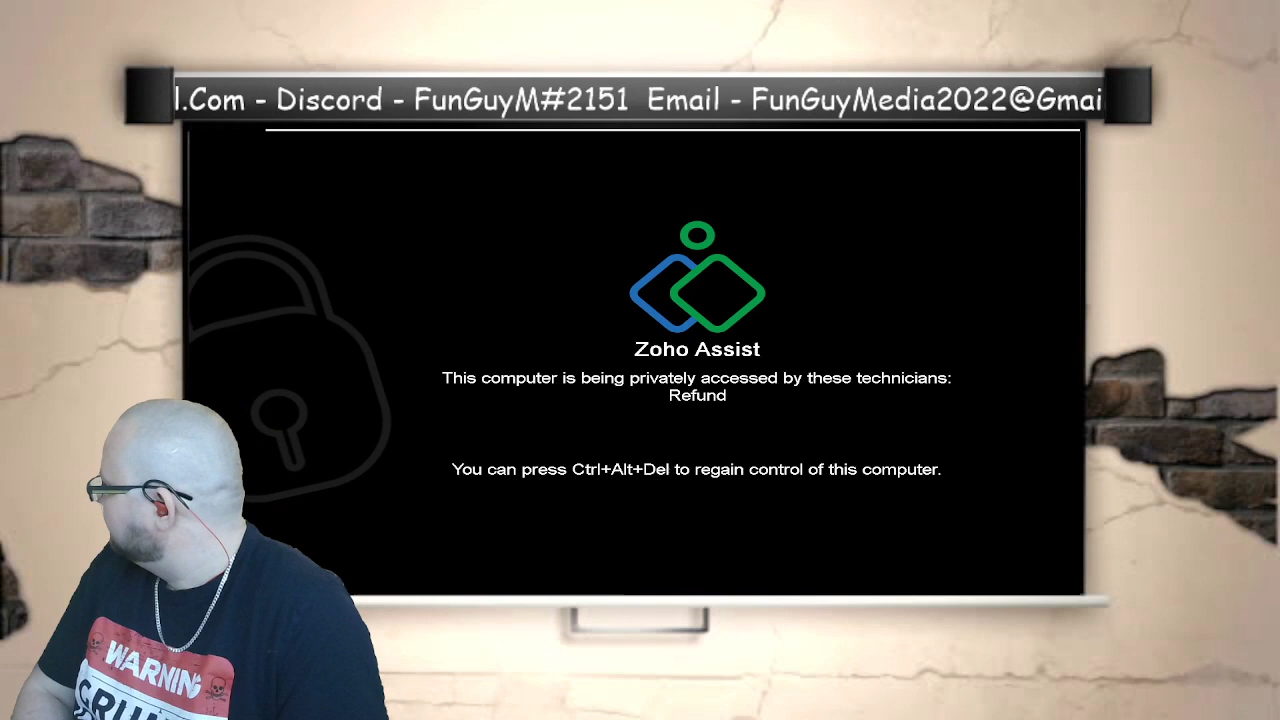 l.Com - Discord - FunGuyM#2151 Email - FunGuyMedia2022@Gmai
Zoho Assist
This computer is being privately accessed by these technicians:
Refund
You can press Ctrl+Alt+Del to regain control of this computer.
WARNING